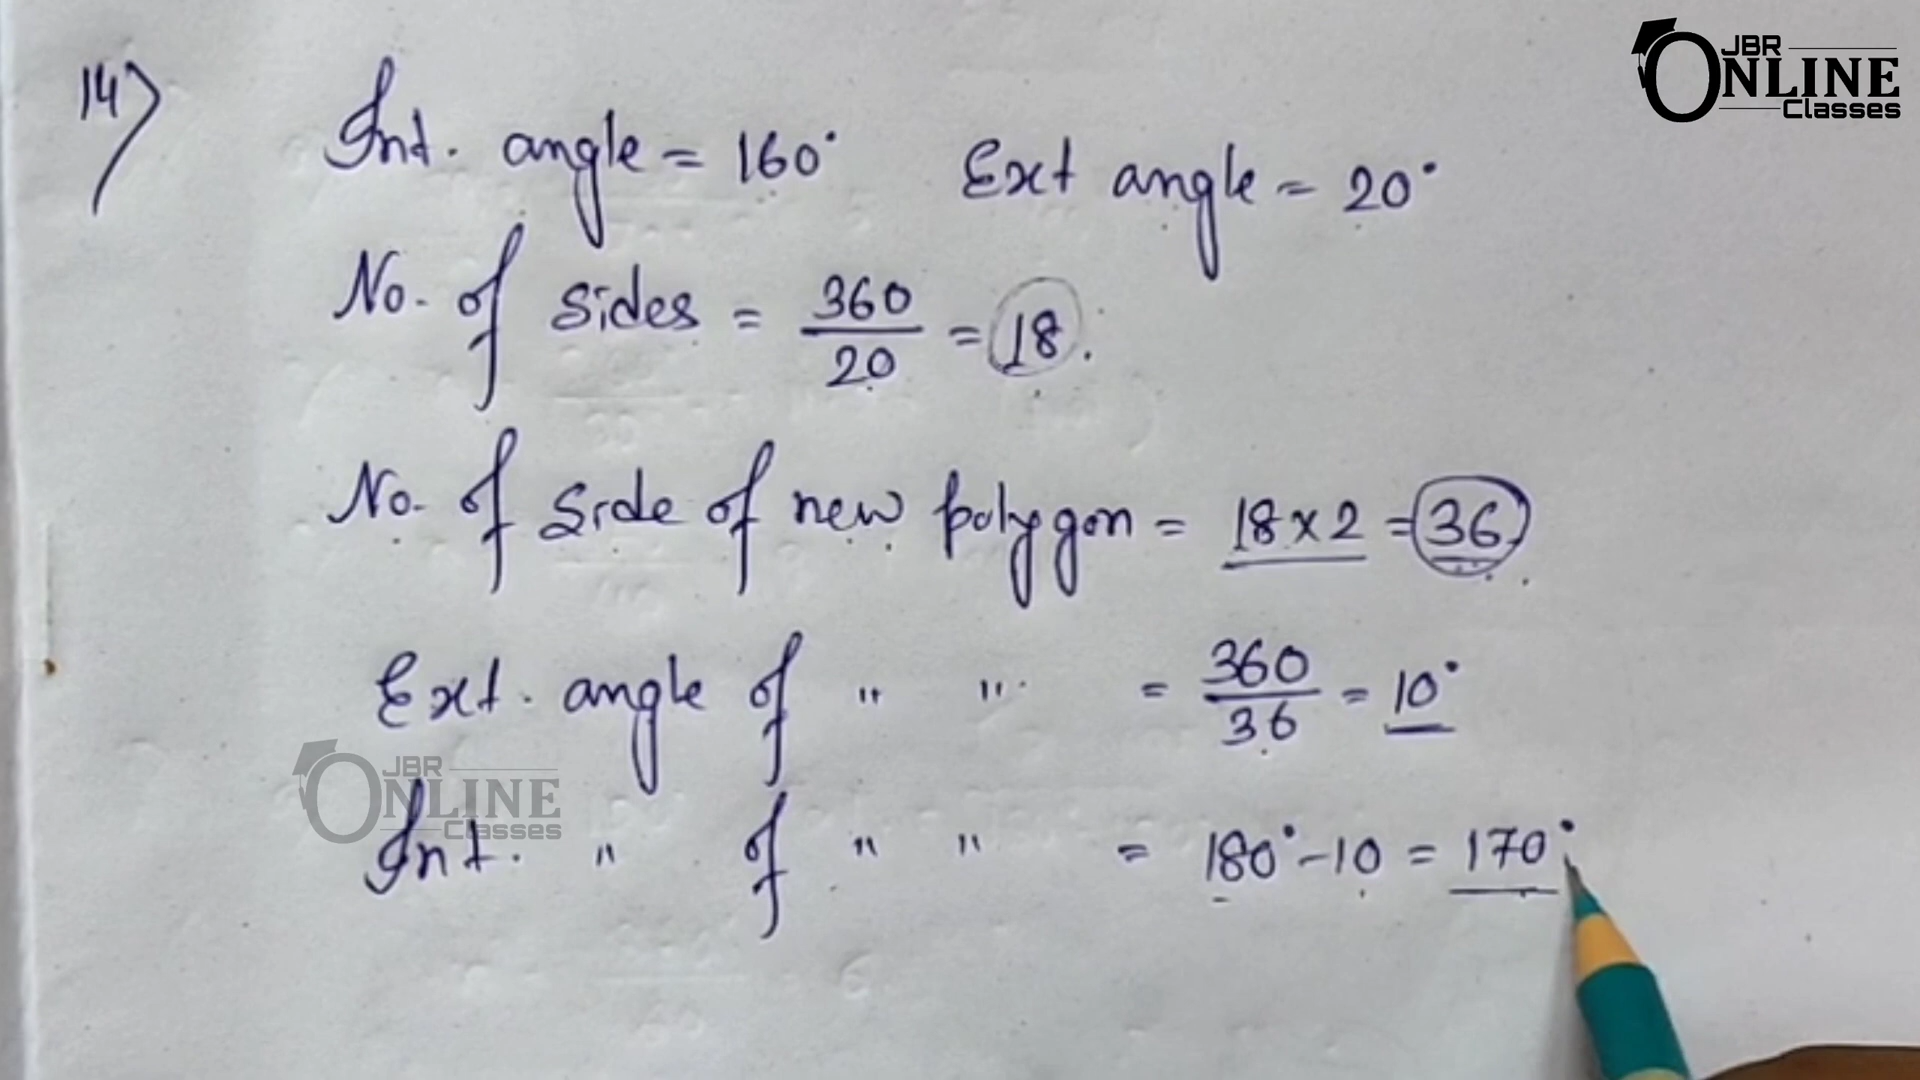 JBR
ONLINE
Classes
14)
Int. angle = 160° Ext angle = 20°
No. of sides = 360/20 = 18.
No. of side of new polygon = 18 x 2 = 36
Ext. angle of " " = 360/36 = 10°
JBR
ONLINE
Classes
Int. " of " " = 180° - 10 = 170°